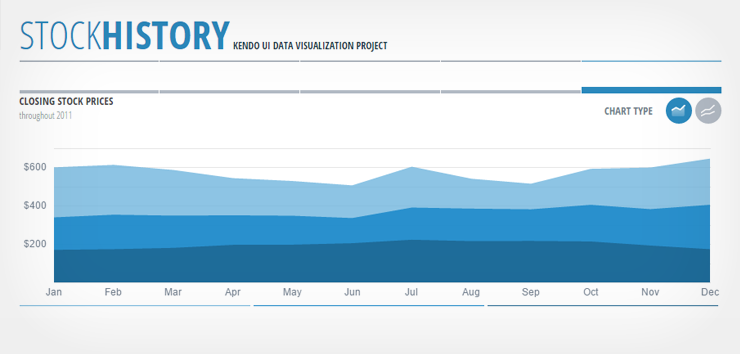 STOCKHISTORY KENDO UI DATA VISUALIZATION PROJECT
CLOSING STOCK PRICES
throughout 2011
CHART TYPE
$600
$400
$200
Jan Feb Mar Apr May Jun Jul Aug Sep Oct Nov Dec